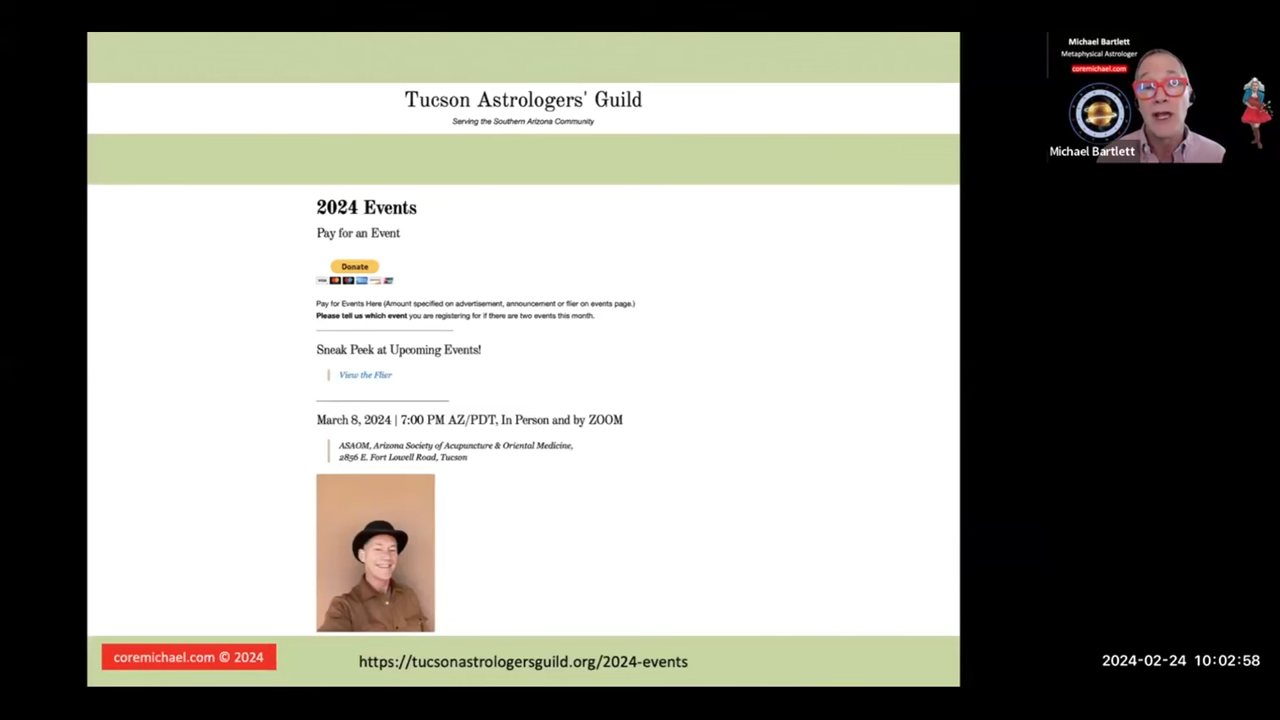 Tucson Astrologers' Guild
Serving the Southern Arizona Community
2024 Events
Pay for an Event
Donate
Pay for Events Here (Amount specified on advertisement, announcement or flier on events page.)
Please tell us which event you are registering for if there are two events this month.
Sneak Peek at Upcoming Events!
View the Flier
March 8, 2024 | 7:00 PM AZ/PDT, In Person and by ZOOM
ASAOM, Arizona Society of Acupuncture & Oriental Medicine,
2856 E. Fort Lowell Road, Tucson
coremichael.com © 2024
https://tucsonastrologersguild.org/2024-events
Michael Bartlett
Metaphysical Astrologer
coremichael.com
Michael Bartlett
2024-02-24 10:02:58